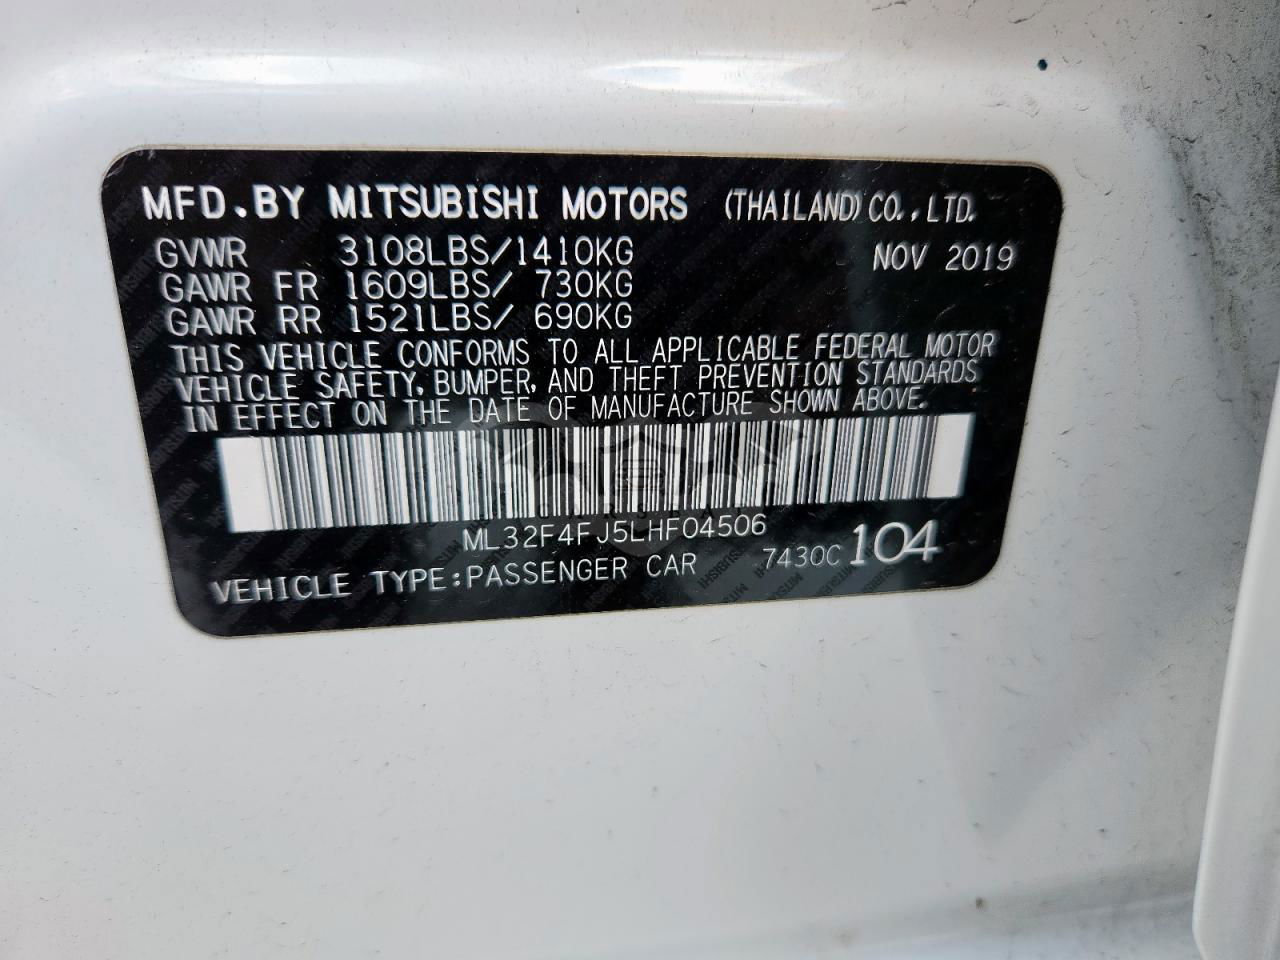 MFD.BY MITSUBISHI MOTORS (THAILAND) CO.,LTD.
GVWR 3108LBS/1410KG NOV 2019
GAWR FR 1609LBS/ 730KG
GAWR RR 1521LBS/ 690KG
THIS VEHICLE CONFORMS TO ALL APPLICABLE FEDERAL MOTOR
VEHICLE SAFETY, BUMPER, AND THEFT PREVENTION STANDARDS
IN EFFECT ON THE DATE OF MANUFACTURE SHOWN ABOVE.
ML32F4FJ5LHF04506
VEHICLE TYPE:PASSENGER CAR 7430C 104